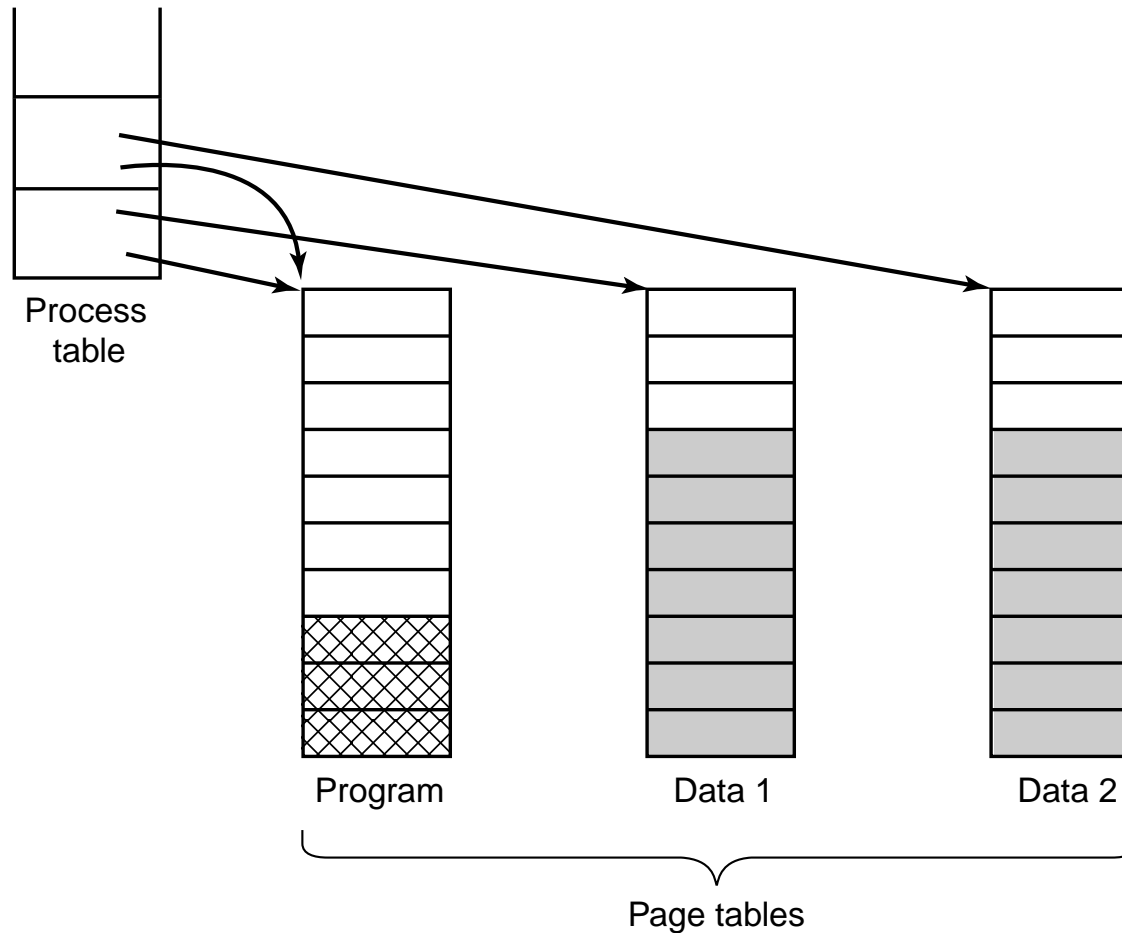 Process
table
Program
Data 1
Data 2
Page tables